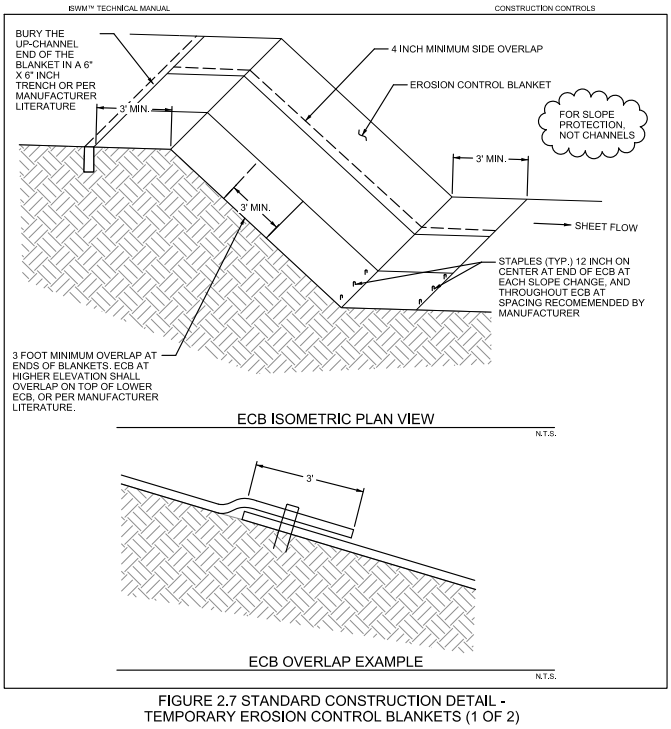 ISWM™ TECHNICAL MANUAL
CONSTRUCTION CONTROLS
BURY THE
UP-CHANNEL
END OF THE
BLANKET IN A 6"
X 6" INCH
TRENCH OR PER
MANUFACTURER
LITERATURE
3' MIN.
4 INCH MINIMUM SIDE OVERLAP
EROSION CONTROL BLANKET
FOR SLOPE
PROTECTION,
NOT CHANNELS
3' MIN.
3' MIN.
SHEET FLOW
STAPLES (TYP.) 12 INCH ON
CENTER AT END OF ECB AT
EACH SLOPE CHANGE, AND
THROUGHOUT ECB AT
SPACING RECOMEMENDED BY
MANUFACTURER
3 FOOT MINIMUM OVERLAP AT
ENDS OF BLANKETS. ECB AT
HIGHER ELEVATION SHALL
OVERLAP ON TOP OF LOWER
ECB, OR PER MANUFACTURER
LITERATURE.
ECB ISOMETRIC PLAN VIEW
N.T.S.
3'
ECB OVERLAP EXAMPLE
N.T.S.
FIGURE 2.7 STANDARD CONSTRUCTION DETAIL -
TEMPORARY EROSION CONTROL BLANKETS (1 OF 2)